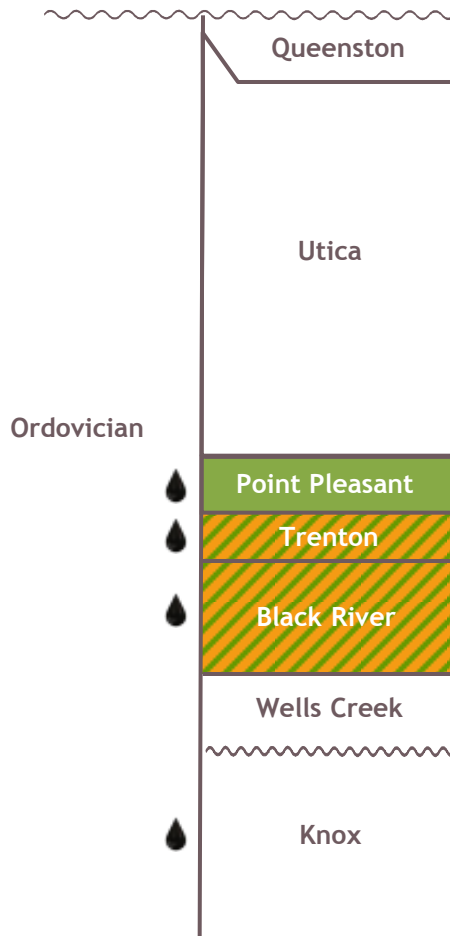 Queenston
Utica
Ordovician
Point Pleasant
Trenton
Black River
Wells Creek
Knox